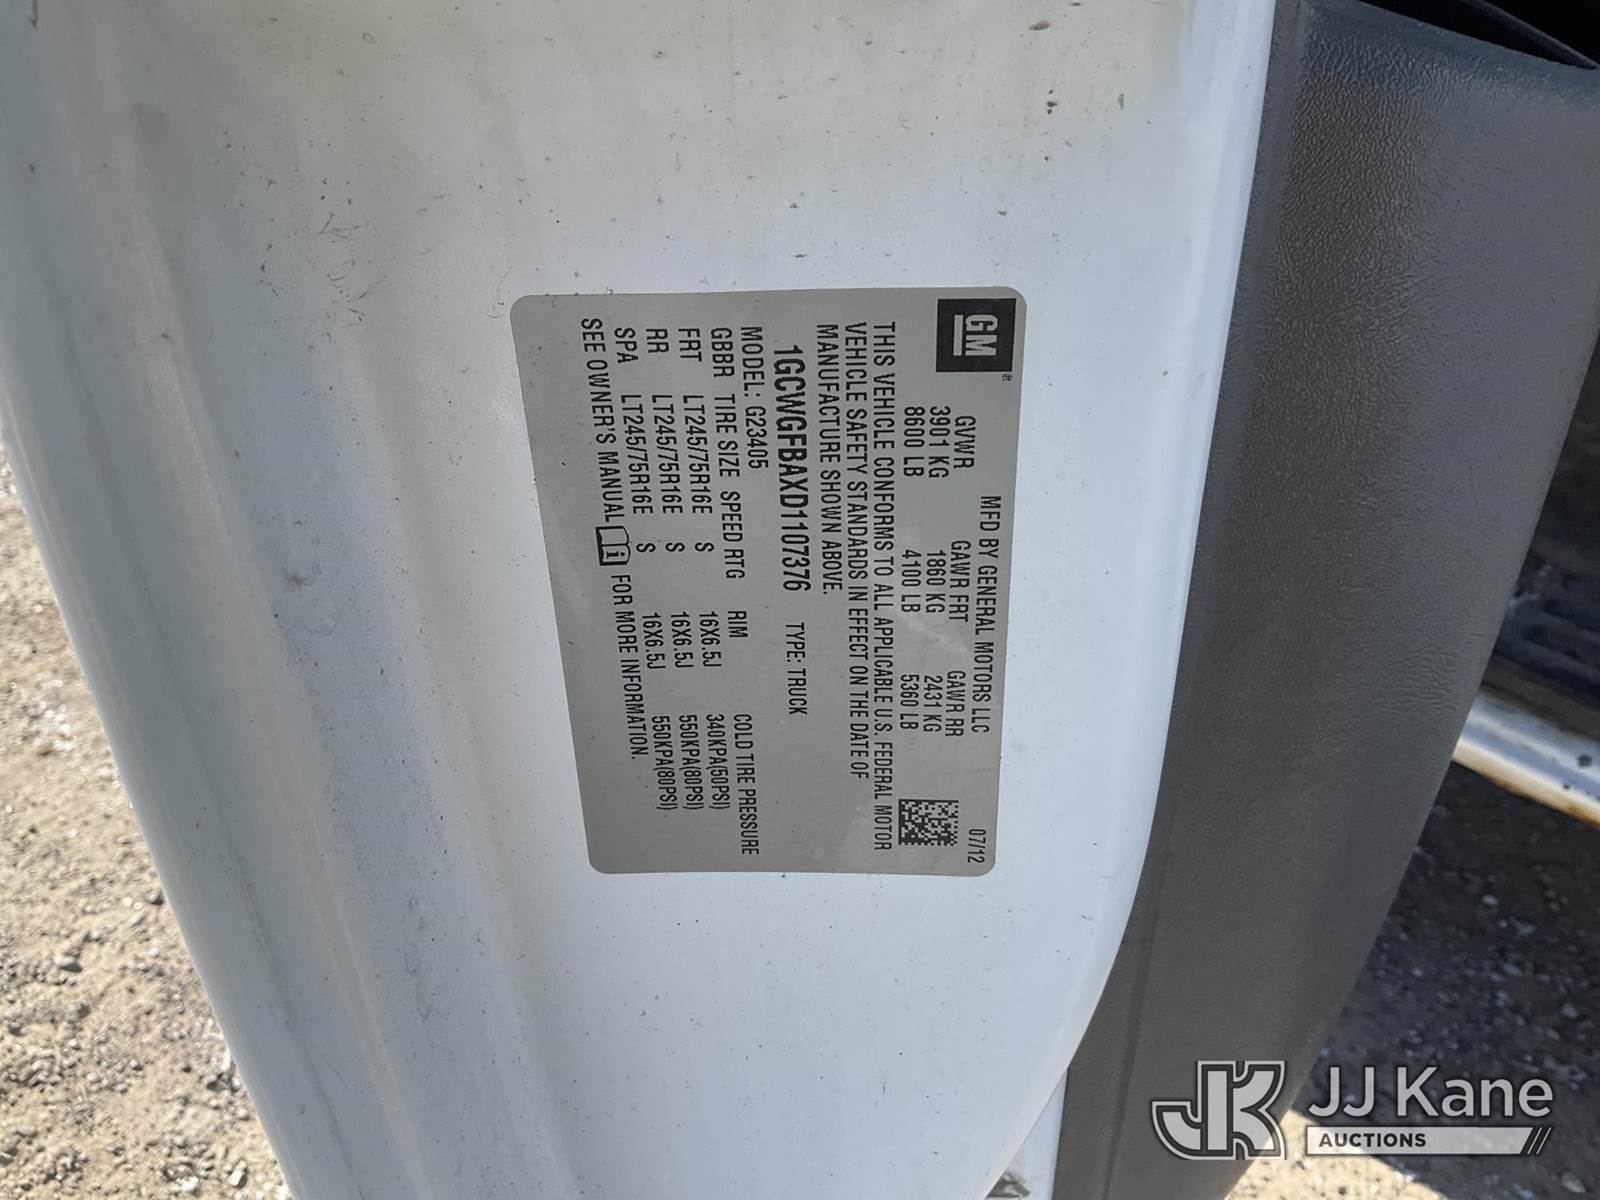 GM ®
MFD BY GENERAL MOTORS LLC 07/12
GVWR GAWR FRT GAWR RR
3901 KG 1860 KG 2431 KG
8600 LB 4100 LB 5360 LB
THIS VEHICLE CONFORMS TO ALL APPLICABLE U.S. FEDERAL MOTOR
VEHICLE SAFETY STANDARDS IN EFFECT ON THE DATE OF
MANUFACTURE SHOWN ABOVE.
1GCWGFBAXD1107376 TYPE: TRUCK
MODEL: G23405
GBBR TIRE SIZE SPEED RTG RIM COLD TIRE PRESSURE
FRT LT245/75R16E S 16X6.5J 340KPA(50PSI)
RR LT245/75R16E S 16X6.5J 550KPA(80PSI)
SPA LT245/75R16E S 16X6.5J 550KPA(80PSI)
SEE OWNER'S MANUAL i FOR MORE INFORMATION.
JK JJ Kane
AUCTIONS